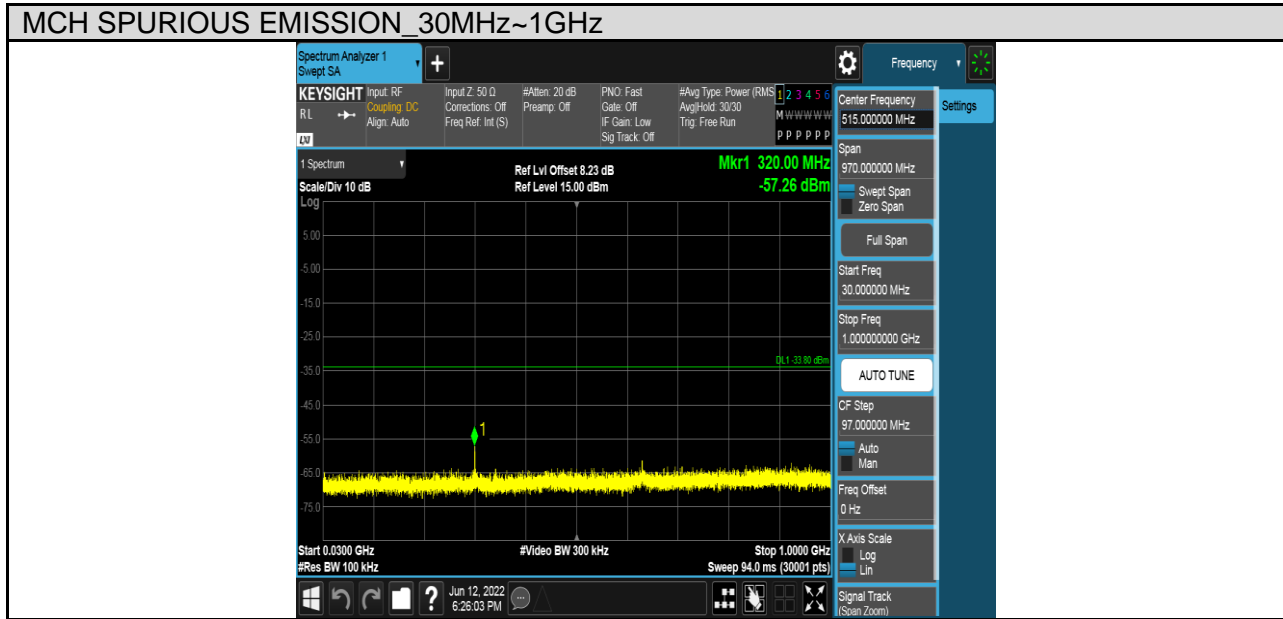 MCH SPURIOUS EMISSION_30MHz~1GHz
Spectrum Analyzer 1
Swept SA
Frequency
KEYSIGHT
RL
LXI
Input: RF
Coupling: DC
Align: Auto
Input Z: 50 Ω
Corrections: Off
Freq Ref: Int (S)
#Atten: 20 dB
Preamp: Off
PNO: Fast
Gate: Off
IF Gain: Low
Sig Track: Off
#Avg Type: Power (RMS
Avg|Hold: 30/30
Trig: Free Run
1 2 3 4 5 6
M W W W W W
P P P P P P
1 Spectrum
Scale/Div 10 dB
Ref Lvl Offset 8.23 dB
Ref Level 15.00 dBm
Mkr1 320.00 MHz
-57.26 dBm
Log
5.00
-5.00
-15.0
-25.0
-35.0
-45.0
-55.0
-65.0
-75.0
DL1 -33.80 dBm
1
Start 0.0300 GHz
#Res BW 100 kHz
#Video BW 300 kHz
Stop 1.0000 GHz
Sweep 94.0 ms (30001 pts)
Jun 12, 2022
6:26:03 PM
Center Frequency
515.000000 MHz
Settings
Span
970.000000 MHz
Swept Span
Zero Span
Full Span
Start Freq
30.000000 MHz
Stop Freq
1.000000000 GHz
AUTO TUNE
CF Step
97.000000 MHz
Auto
Man
Freq Offset
0 Hz
X Axis Scale
Log
Lin
Signal Track
(Span Zoom)